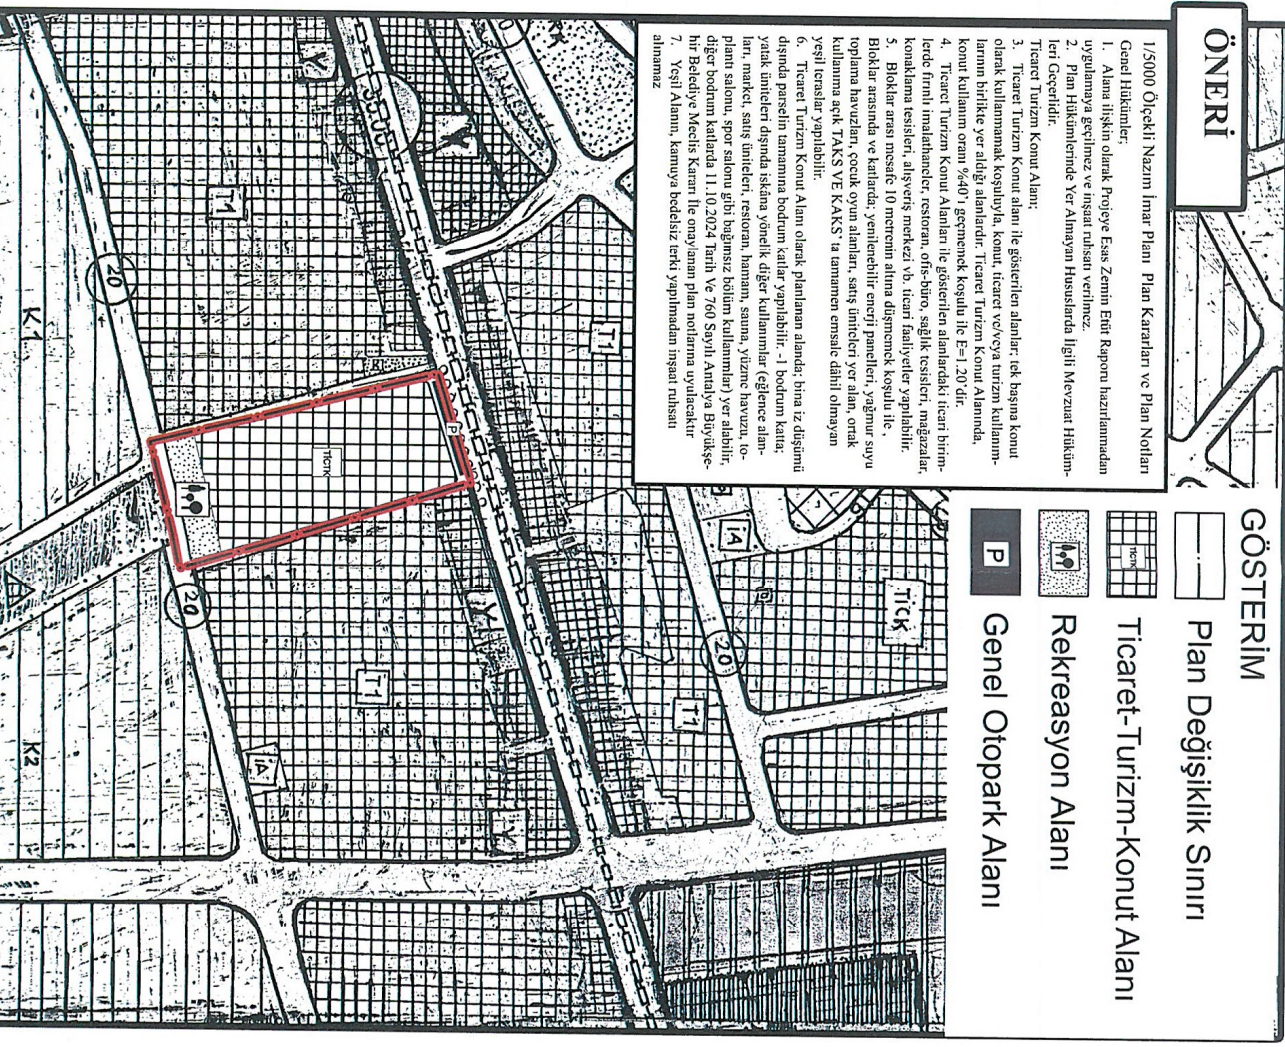 ÖNERİ
1/5000 Ölçekli Nazım İmar Planı Plan Kararları ve Plan Notları
Genel Hükümler;
1. Alana ilişkin olarak Projeye Esas Zemin Etüt Raporu hazırlanmadan
uygulamaya geçilmez ve inşaat ruhsatı verilmez.
2. Plan Hükümlerinde Yer Almayan Hususlarda İlgili Mevzuat Hüküm-
leri Geçerlidir.
Ticaret Turizm Konut Alanı;
3. Ticaret Turizm Konut alanı ile gösterilen alanlar; tek başına konut
olarak kullanmamak koşuluyla, konut, ticaret ve/veya turizm kullanım-
larının birlikte yer aldığı alanlardır. Ticaret Turizm Konut Alanında,
konut kullanım oranı %40'ı geçmemek koşulu ile E=1.20'dir.
4. Ticaret Turizm Konut Alanları ile gösterilen alanlardaki ticari birim-
lerde fırınlı imalathaneler, restoran, ofis-büro, sağlık tesisleri, mağazalar,
konaklama tesisleri, alışveriş merkezi vb. ticari faaliyetler yapılabilir.
5. Bloklar arası mesafe 10 metrenin altına düşmemek koşulu ile ,
Bloklar arasında ve katlarda; yenilenebilir enerji panelleri, yağmur suyu
toplama havuzları, çocuk oyun alanları, satış üniteleri yer alan, ortak
kullanıma açık TAKS VE KAKS' ta tamamen emsale dâhil olmayan
yeşil teraslar yapılabilir.
6. Ticaret Turizm Konut Alanı olarak planlanan alanda; bina iz düşümü
dışında parselin tamamına bodrum katlar yapılabilir. -1 bodrum katta;
yatak üniteleri dışında iskâna yönelik diğer kullanımlar (eğlence alan-
ları, market, satış üniteleri, restoran, hamam, sauna, yüzme havuzu, to-
plantı salonu, spor salonu gibi bağımsız bölüm kullanımlar) yer alabilir,
diğer bodrum katlarda 11.10.2024 Tarih Ve 760 Sayılı Antalya Büyükşe-
hir Belediye Meclis Kararı İle onaylanan plan notlarına uyulacaktır
7. Yeşil Alanın, kamuya bedelsiz terki yapılmadan inşaat ruhsatı
alınamaz
GÖSTERİM
Plan Değişiklik Sınırı
TİCTK
Ticaret-Turizm-Konut Alanı
Rekreasyon Alanı
P
Genel Otopark Alanı
20
Y
T1
T1
TİCK
İA
20
T1
20
K1
P
TİCTK
Y
20
T1
İA
K2
Y